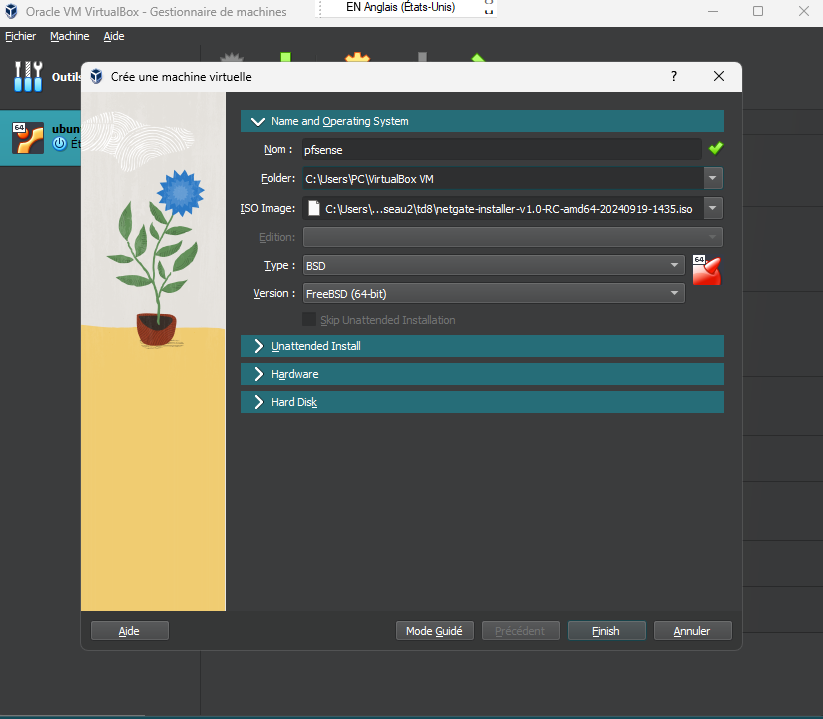 Oracle VM VirtualBox - Gestionnaire de machines
EN Anglais (États-Unis)
Fichier Machine Aide
Outils
Crée une machine virtuelle ?
64
ubun
Ét
Name and Operating System
Nom : pfsense
Folder: C:\Users\PC\VirtualBox VM
ISO Image: C:\Users\...seau2\td8\netgate-installer-v1.0-RC-amd64-20240919-1435.iso
Edition:
Type : BSD
64
Version : FreeBSD (64-bit)
Skip Unattended Installation
Unattended Install
Hardware
Hard Disk
Aide Mode Guidé Précédent Finish Annuler